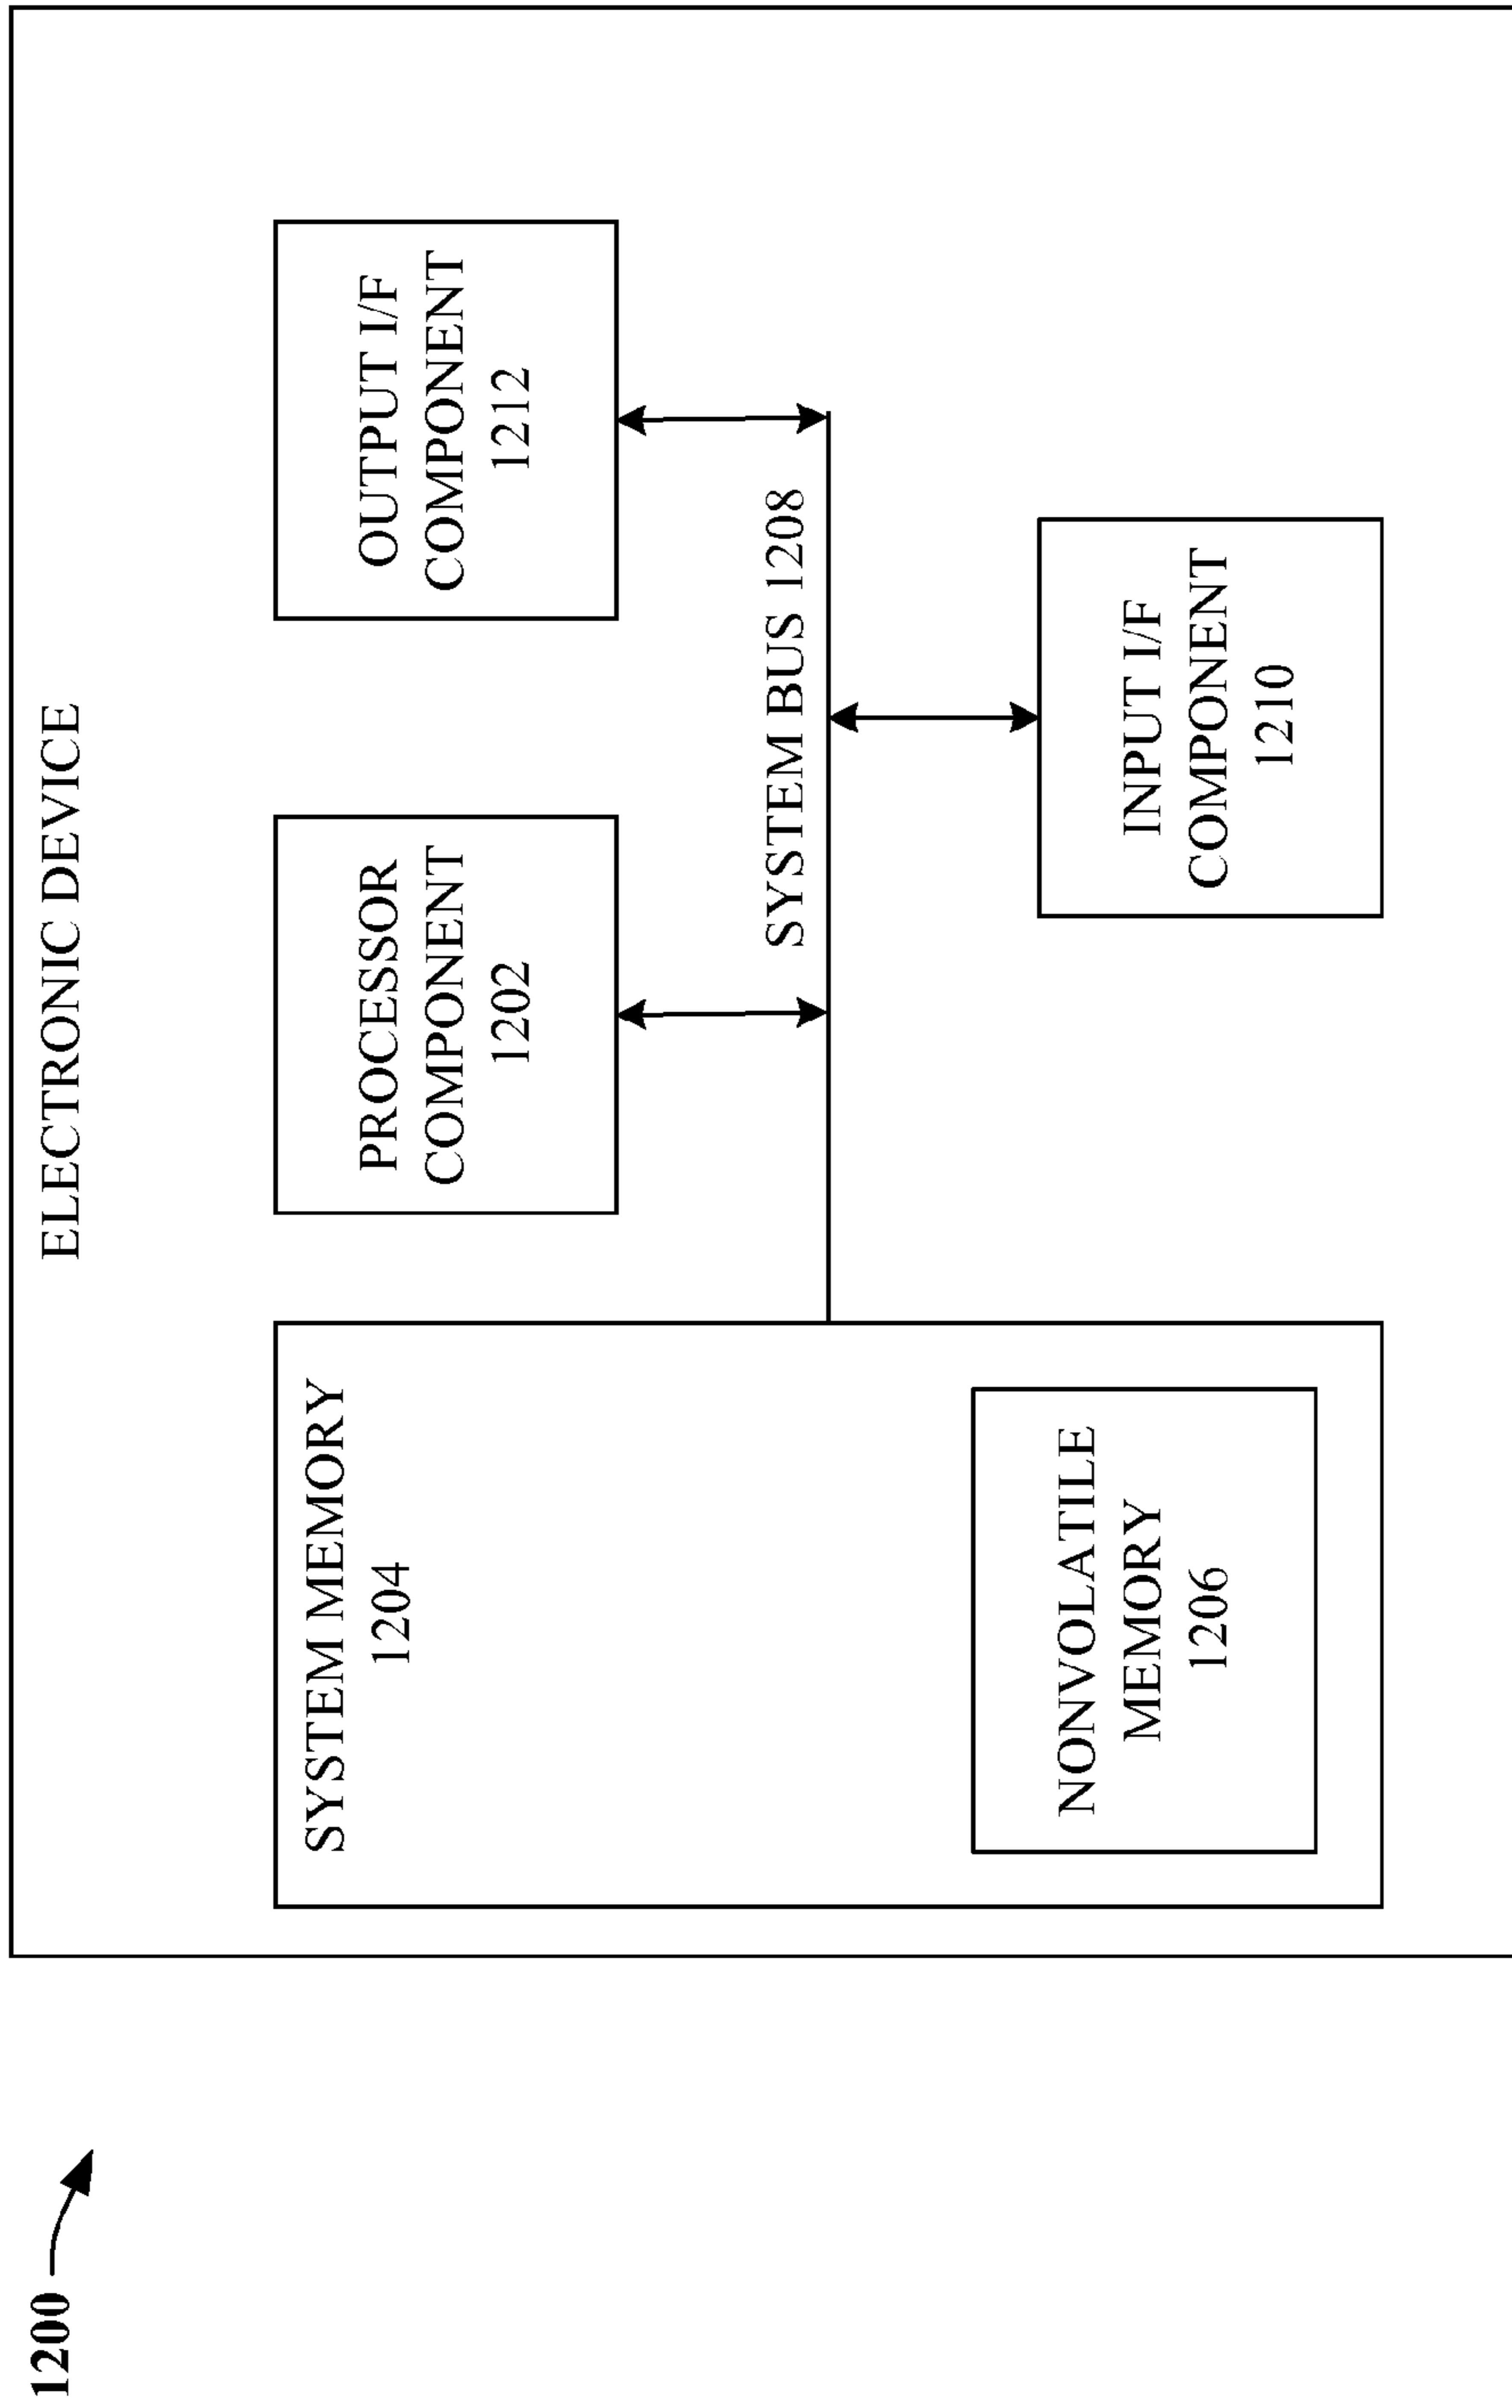 1200
ELECTRONIC DEVICE
SYSTEM MEMORY
1204
NONVOLATILE
MEMORY
1206
PROCESSOR
COMPONENT
1202
OUTPUT I/F
COMPONENT
1212
SYSTEM BUS 1208
INPUT I/F
COMPONENT
1210